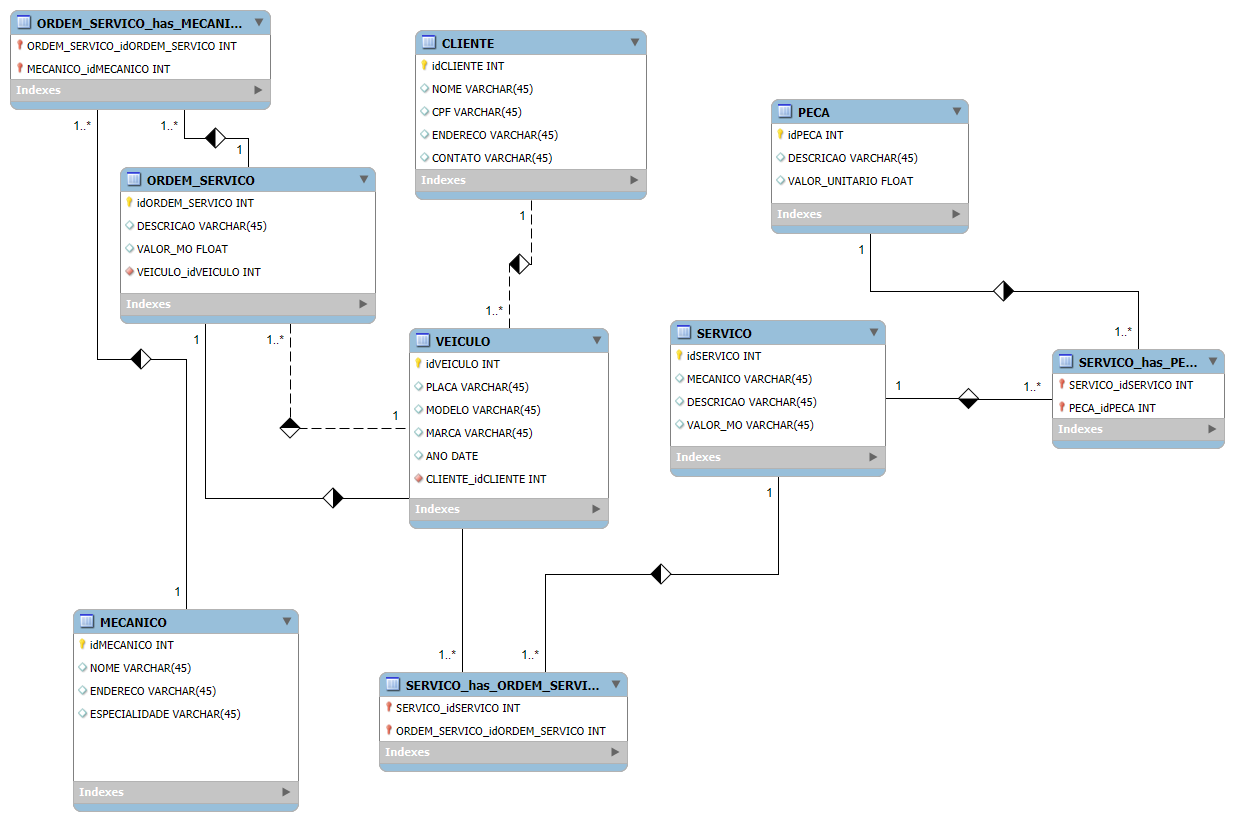 ORDEM_SERVICO_has_MECANI...
ORDEM_SERVICO_idORDEM_SERVICO INT
MECANICO_idMECANICO INT
Indexes
1..*
1..*
1
ORDEM_SERVICO
idORDEM_SERVICO INT
DESCRICAO VARCHAR(45)
VALOR_MO FLOAT
VEICULO_idVEICULO INT
Indexes
1
1..*
CLIENTE
idCLIENTE INT
NOME VARCHAR(45)
CPF VARCHAR(45)
ENDERECO VARCHAR(45)
CONTATO VARCHAR(45)
Indexes
1
1..*
PECA
idPECA INT
DESCRICAO VARCHAR(45)
VALOR_UNITARIO FLOAT
Indexes
1
1..*
VEICULO
idVEICULO INT
PLACA VARCHAR(45)
MODELO VARCHAR(45)
MARCA VARCHAR(45)
ANO DATE
CLIENTE_idCLIENTE INT
Indexes
1
SERVICO
idSERVICO INT
MECANICO VARCHAR(45)
DESCRICAO VARCHAR(45)
VALOR_MO VARCHAR(45)
Indexes
1
1..*
1
SERVICO_has_PE...
SERVICO_idSERVICO INT
PECA_idPECA INT
Indexes
1
MECANICO
idMECANICO INT
NOME VARCHAR(45)
ENDERECO VARCHAR(45)
ESPECIALIDADE VARCHAR(45)
Indexes
1..*
1..*
SERVICO_has_ORDEM_SERVI...
SERVICO_idSERVICO INT
ORDEM_SERVICO_idORDEM_SERVICO INT
Indexes